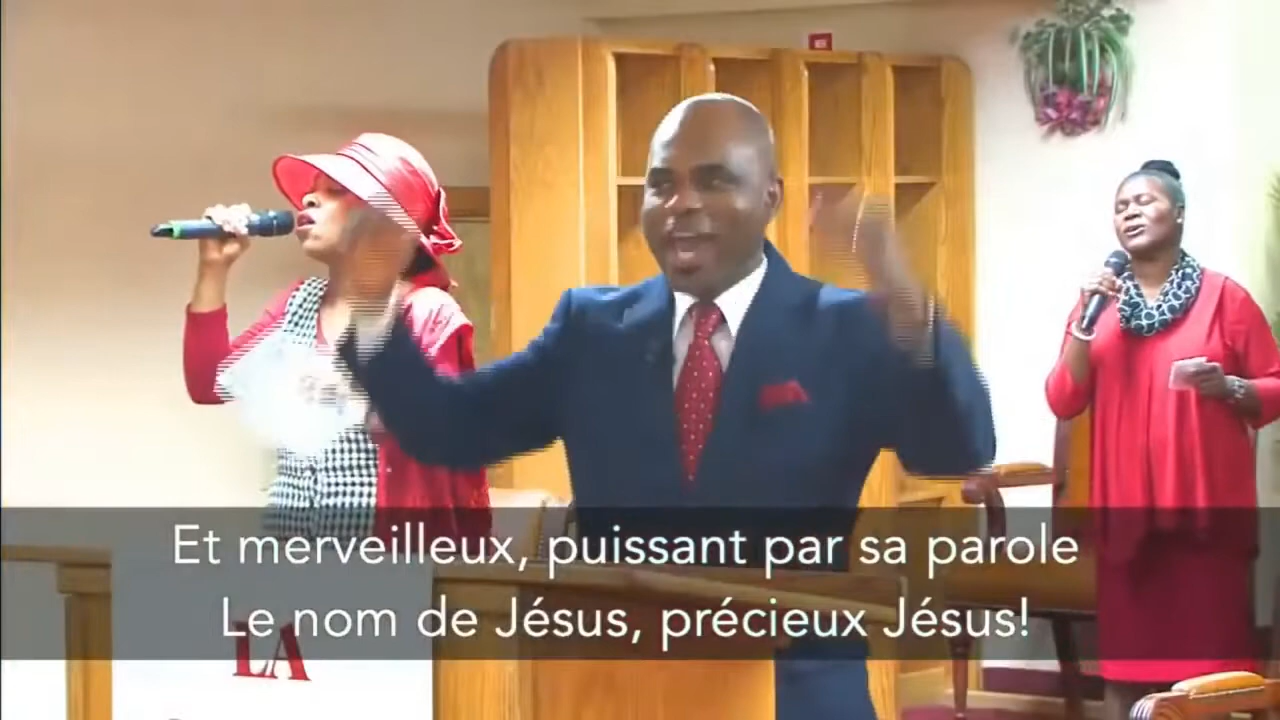 Et merveilleux, puissant par sa parole
Le nom de Jésus, précieux Jésus!
LA